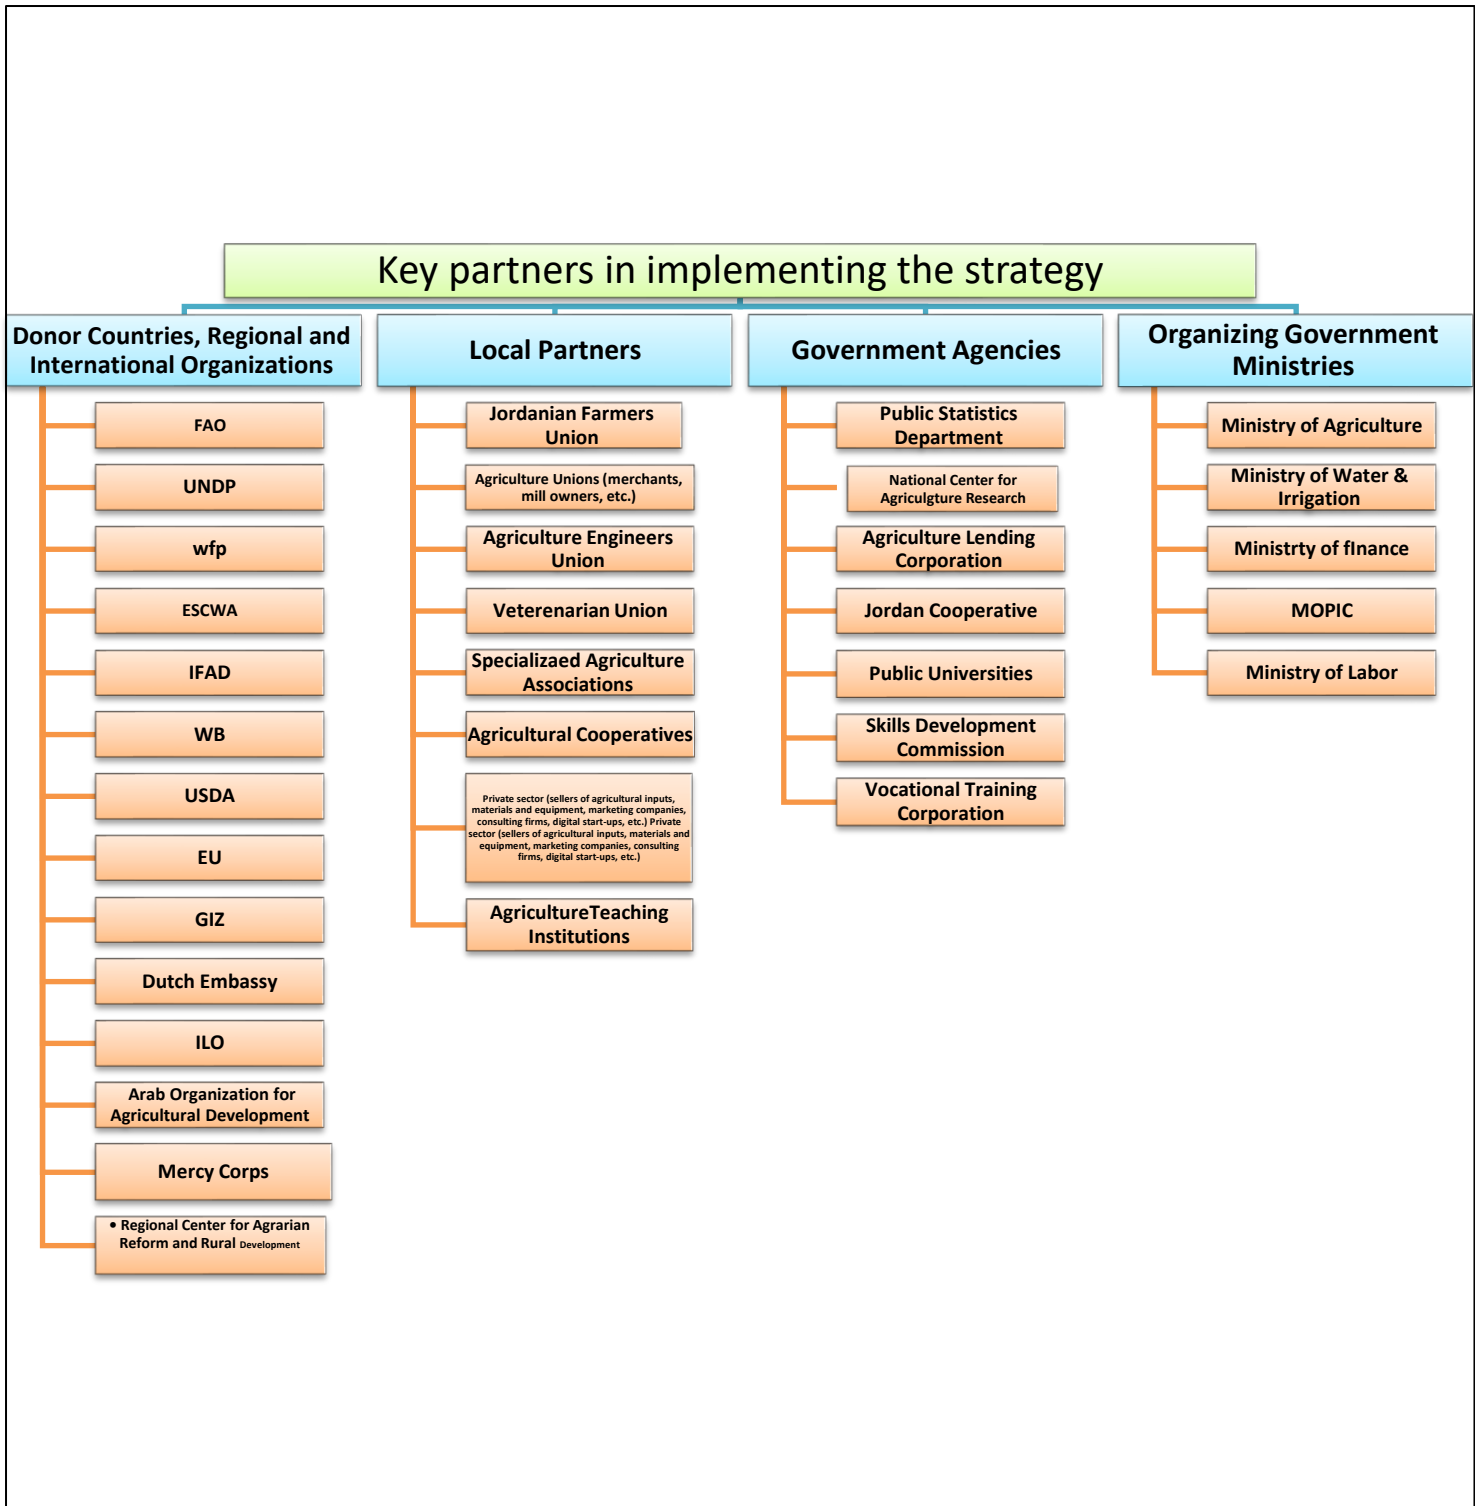 Key partners in implementing the strategy
Donor Countries, Regional and
International Organizations
FAO
UNDP
wfp
ESCWA
IFAD
WB
USDA
EU
GIZ
Dutch Embassy
ILO
Arab Organization for
Agricultural Development
Mercy Corps
• Regional Center for Agrarian
Reform and Rural Development
Local Partners
Jordanian Farmers
Union
Agriculture Unions (merchants,
mill owners, etc.)
Agriculture Engineers
Union
Veterenarian Union
Specializaed Agriculture
Associations
Agricultural Cooperatives
Private sector (sellers of agricultural inputs,
materials and equipment, marketing companies,
consulting firms, digital start-ups, etc.) Private
sector (sellers of agricultural inputs, materials and
equipment, marketing companies, consulting
firms, digital start-ups, etc.)
AgricultureTeaching
Institutions
Government Agencies
Public Statistics
Department
National Center for
Agriculgture Research
Agriculture Lending
Corporation
Jordan Cooperative
Public Universities
Skills Development
Commission
Vocational Training
Corporation
Organizing Government
Ministries
Ministry of Agriculture
Ministry of Water &
Irrigation
Ministrty of fInance
MOPIC
Ministry of Labor